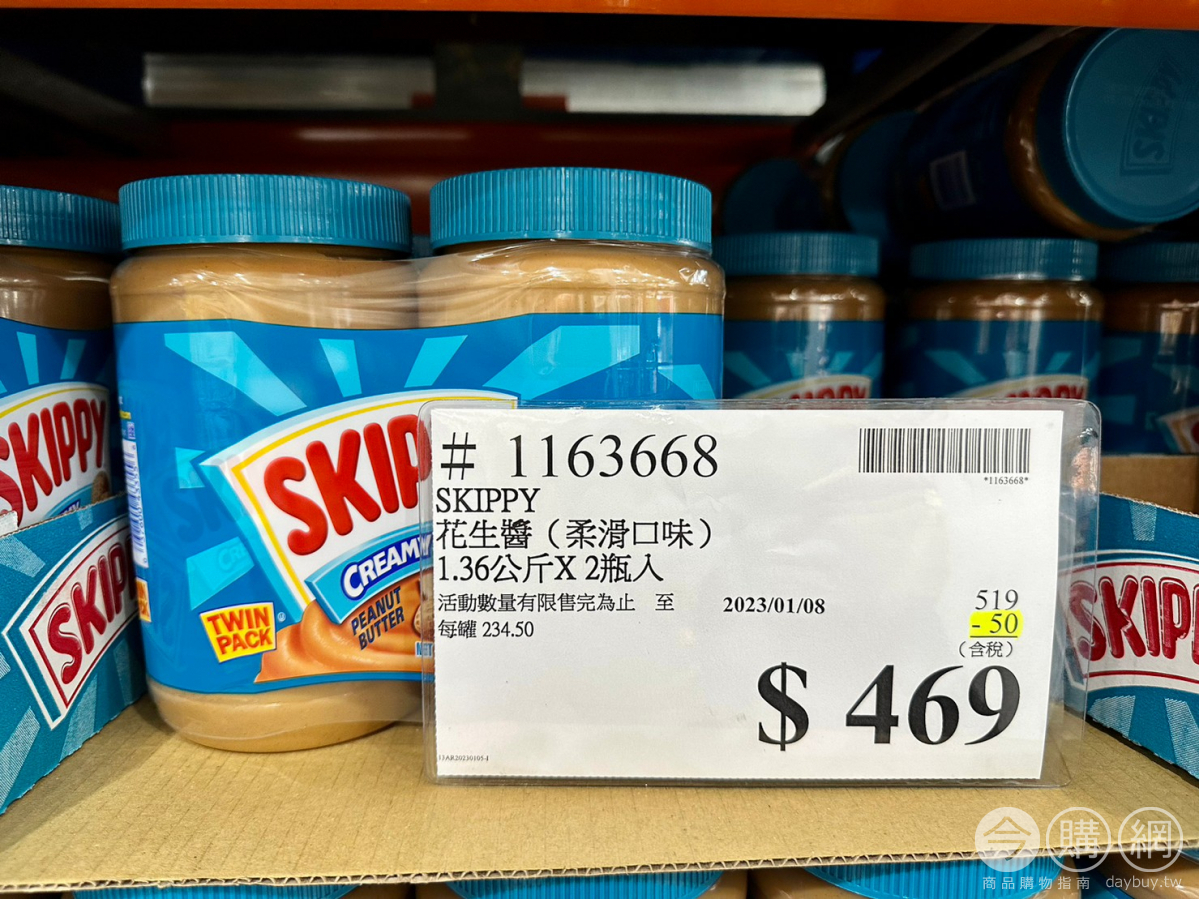 SKIPPY
SKIPPY
CREAMY
PEANUT
BUTTER
TWIN
PACK
SKIPPY
# 1163668
*1163668*
SKIPPY
花生醬（柔滑口味）
1.36公斤X 2瓶入
活動數量有限售完為止 至 2023/01/08
每罐 234.50
519
- 50
（含稅）
$ 469
SKIPPY
SKIPPY
今購網
商品購物指南 daybuy.tw